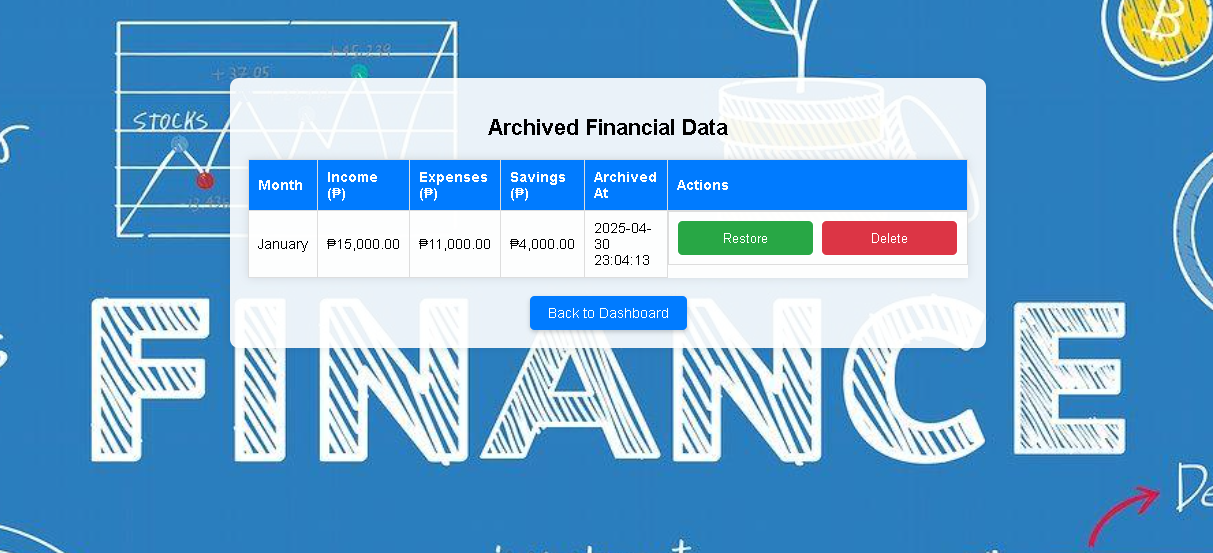 +45.239
+37.05
STOCKS
Archived Financial Data
Month Income (₱) Expenses (₱) Savings (₱) Archived At Actions
January ₱15,000.00 ₱11,000.00 ₱4,000.00 2025-04-30 23:04:13 Restore Delete
Back to Dashboard
FINANCE